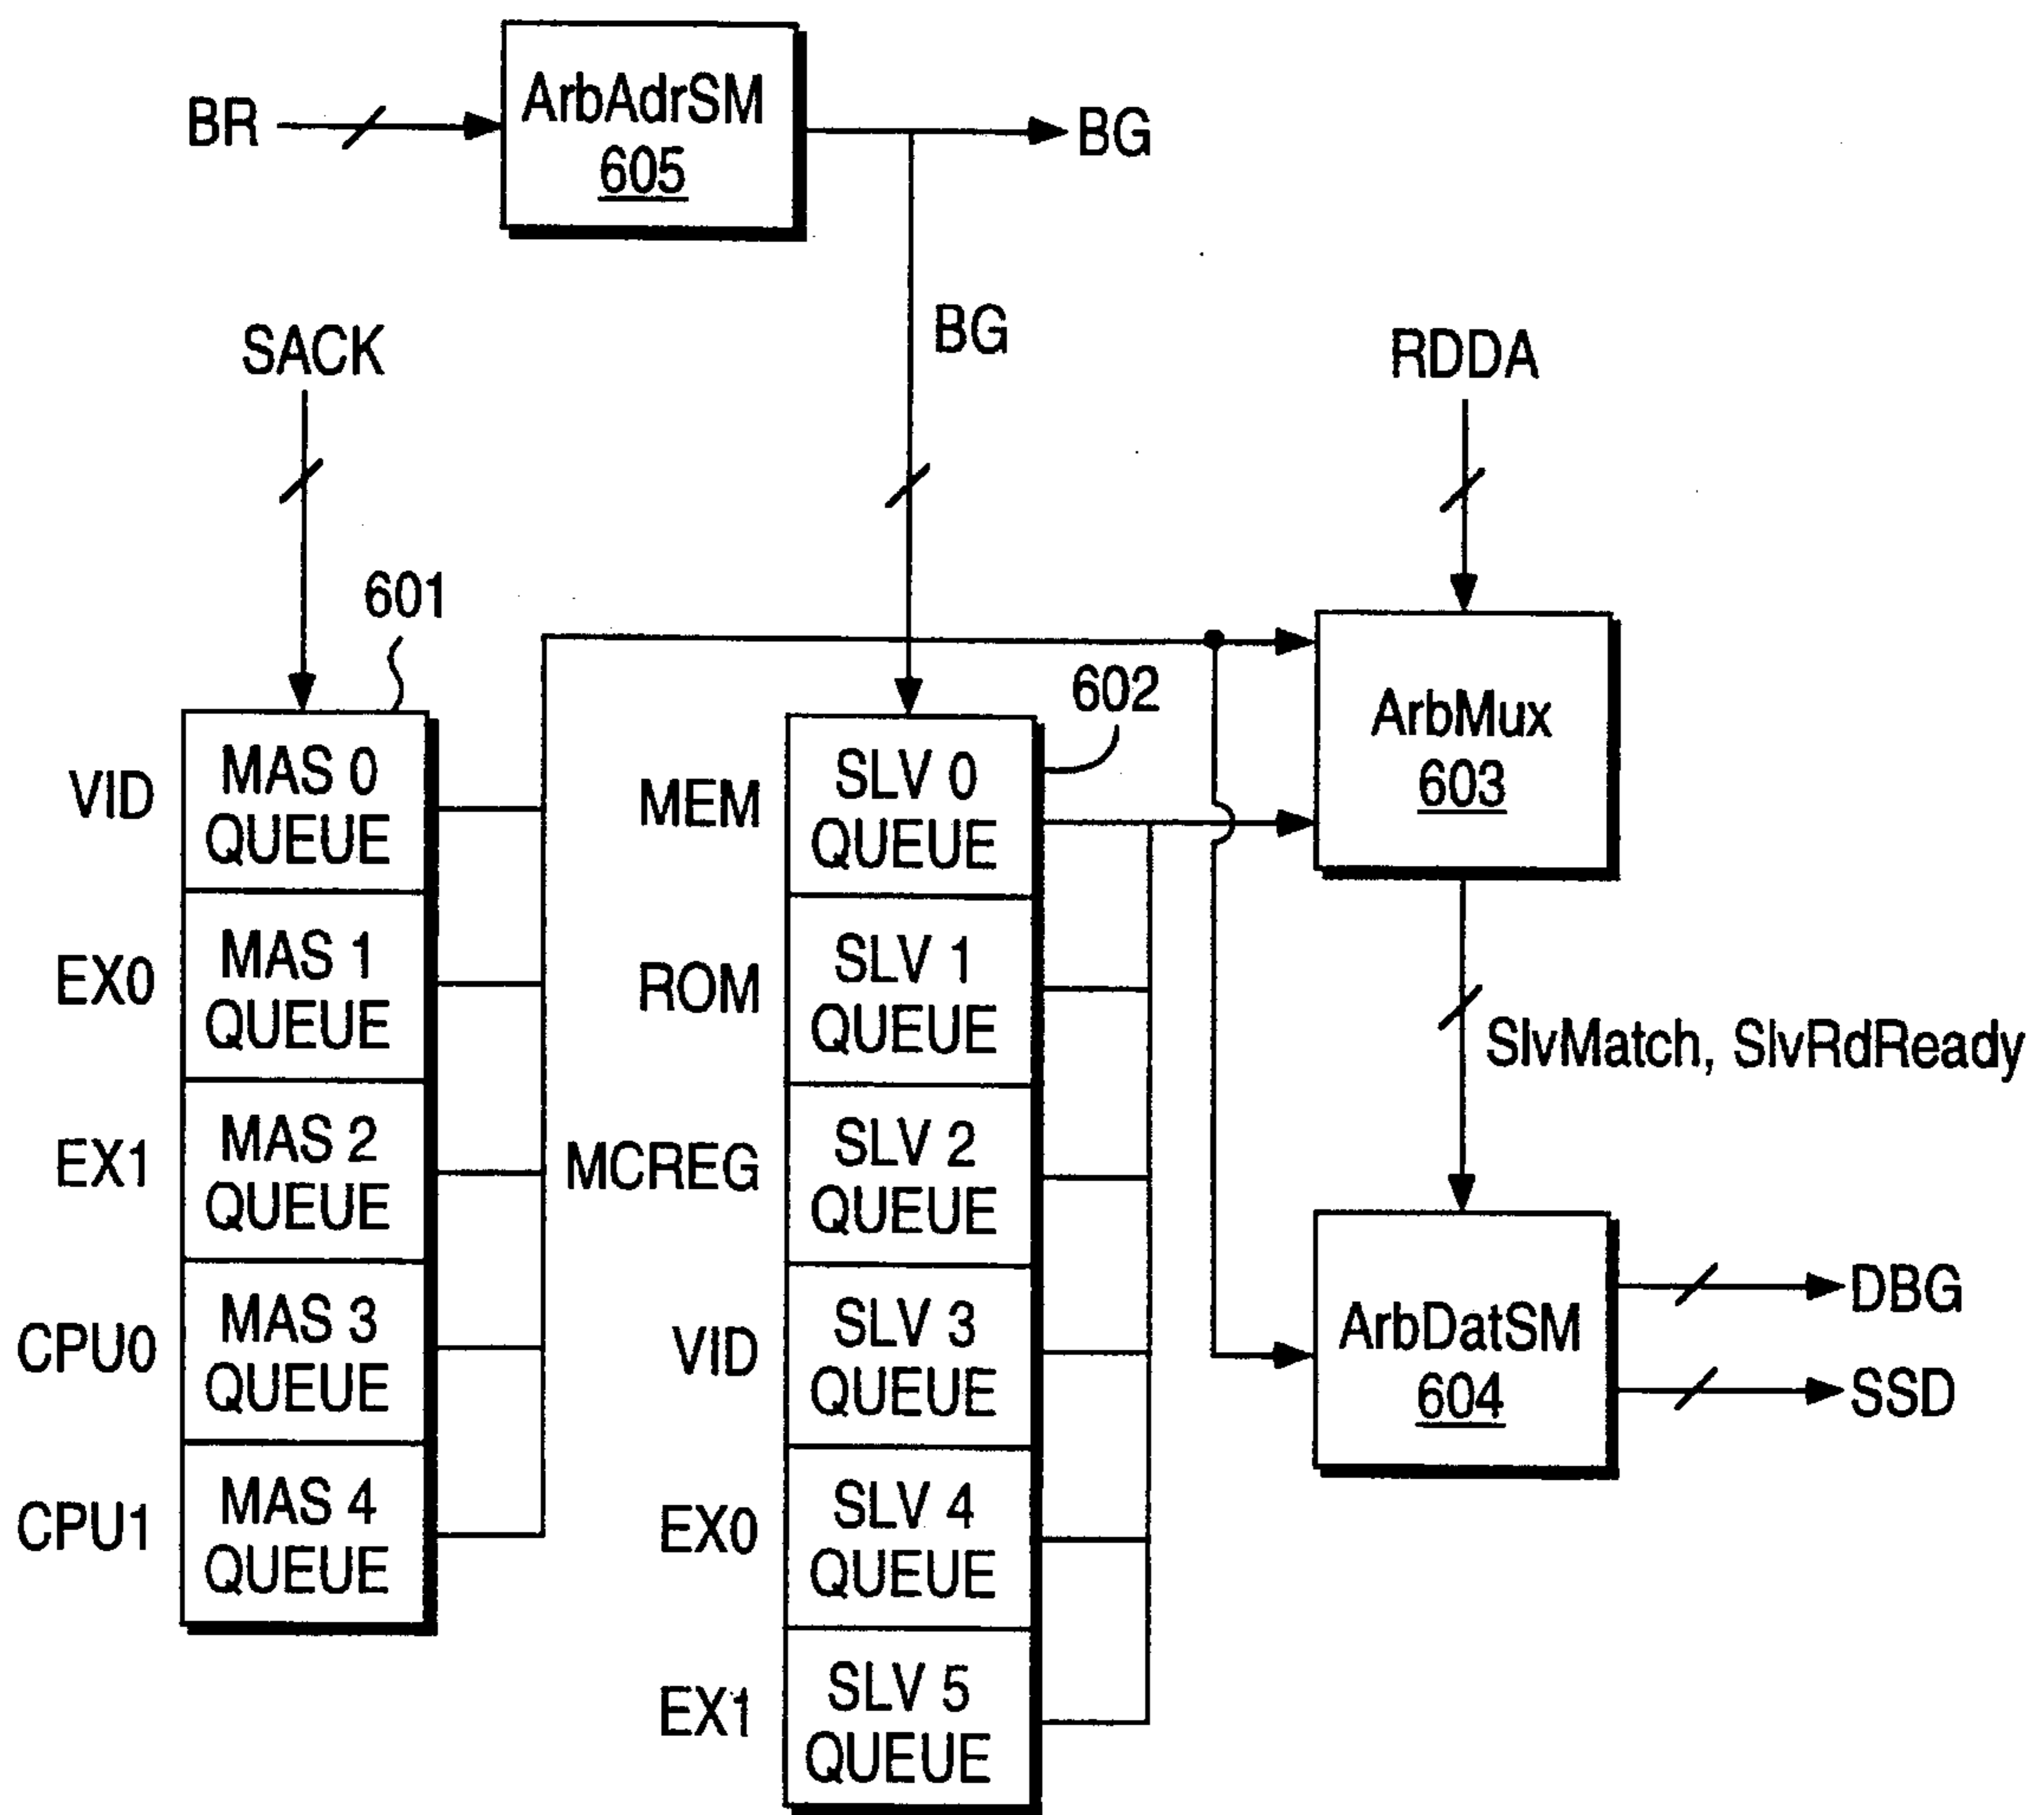 BR
ArbAdrSM
605
BG
BG
SACK
RDDA
601
602
ArbMux
603
VID
MAS 0
QUEUE
EX0
MAS 1
QUEUE
EX1
MAS 2
QUEUE
CPU0
MAS 3
QUEUE
CPU1
MAS 4
QUEUE
MEM
SLV 0
QUEUE
ROM
SLV 1
QUEUE
MCREG
SLV 2
QUEUE
VID
SLV 3
QUEUE
EX0
SLV 4
QUEUE
EX1
SLV 5
QUEUE
SlvMatch, SlvRdReady
ArbDatSM
604
DBG
SSD